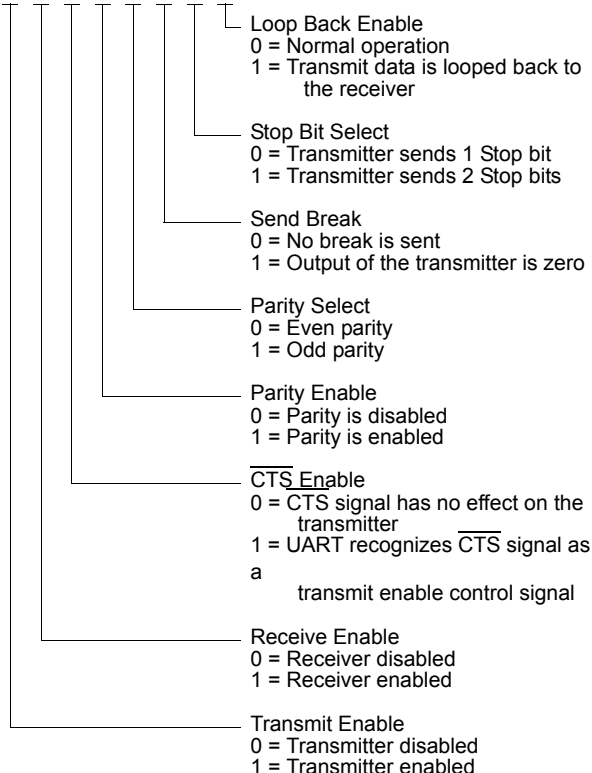 Loop Back Enable
0 = Normal operation
1 = Transmit data is looped back to
the receiver
Stop Bit Select
0 = Transmitter sends 1 Stop bit
1 = Transmitter sends 2 Stop bits
Send Break
0 = No break is sent
1 = Output of the transmitter is zero
Parity Select
0 = Even parity
1 = Odd parity
Parity Enable
0 = Parity is disabled
1 = Parity is enabled
CTS Enable
0 = CTS signal has no effect on the
transmitter
1 = UART recognizes CTS signal as
a
transmit enable control signal
Receive Enable
0 = Receiver disabled
1 = Receiver enabled
Transmit Enable
0 = Transmitter disabled
1 = Transmitter enabled